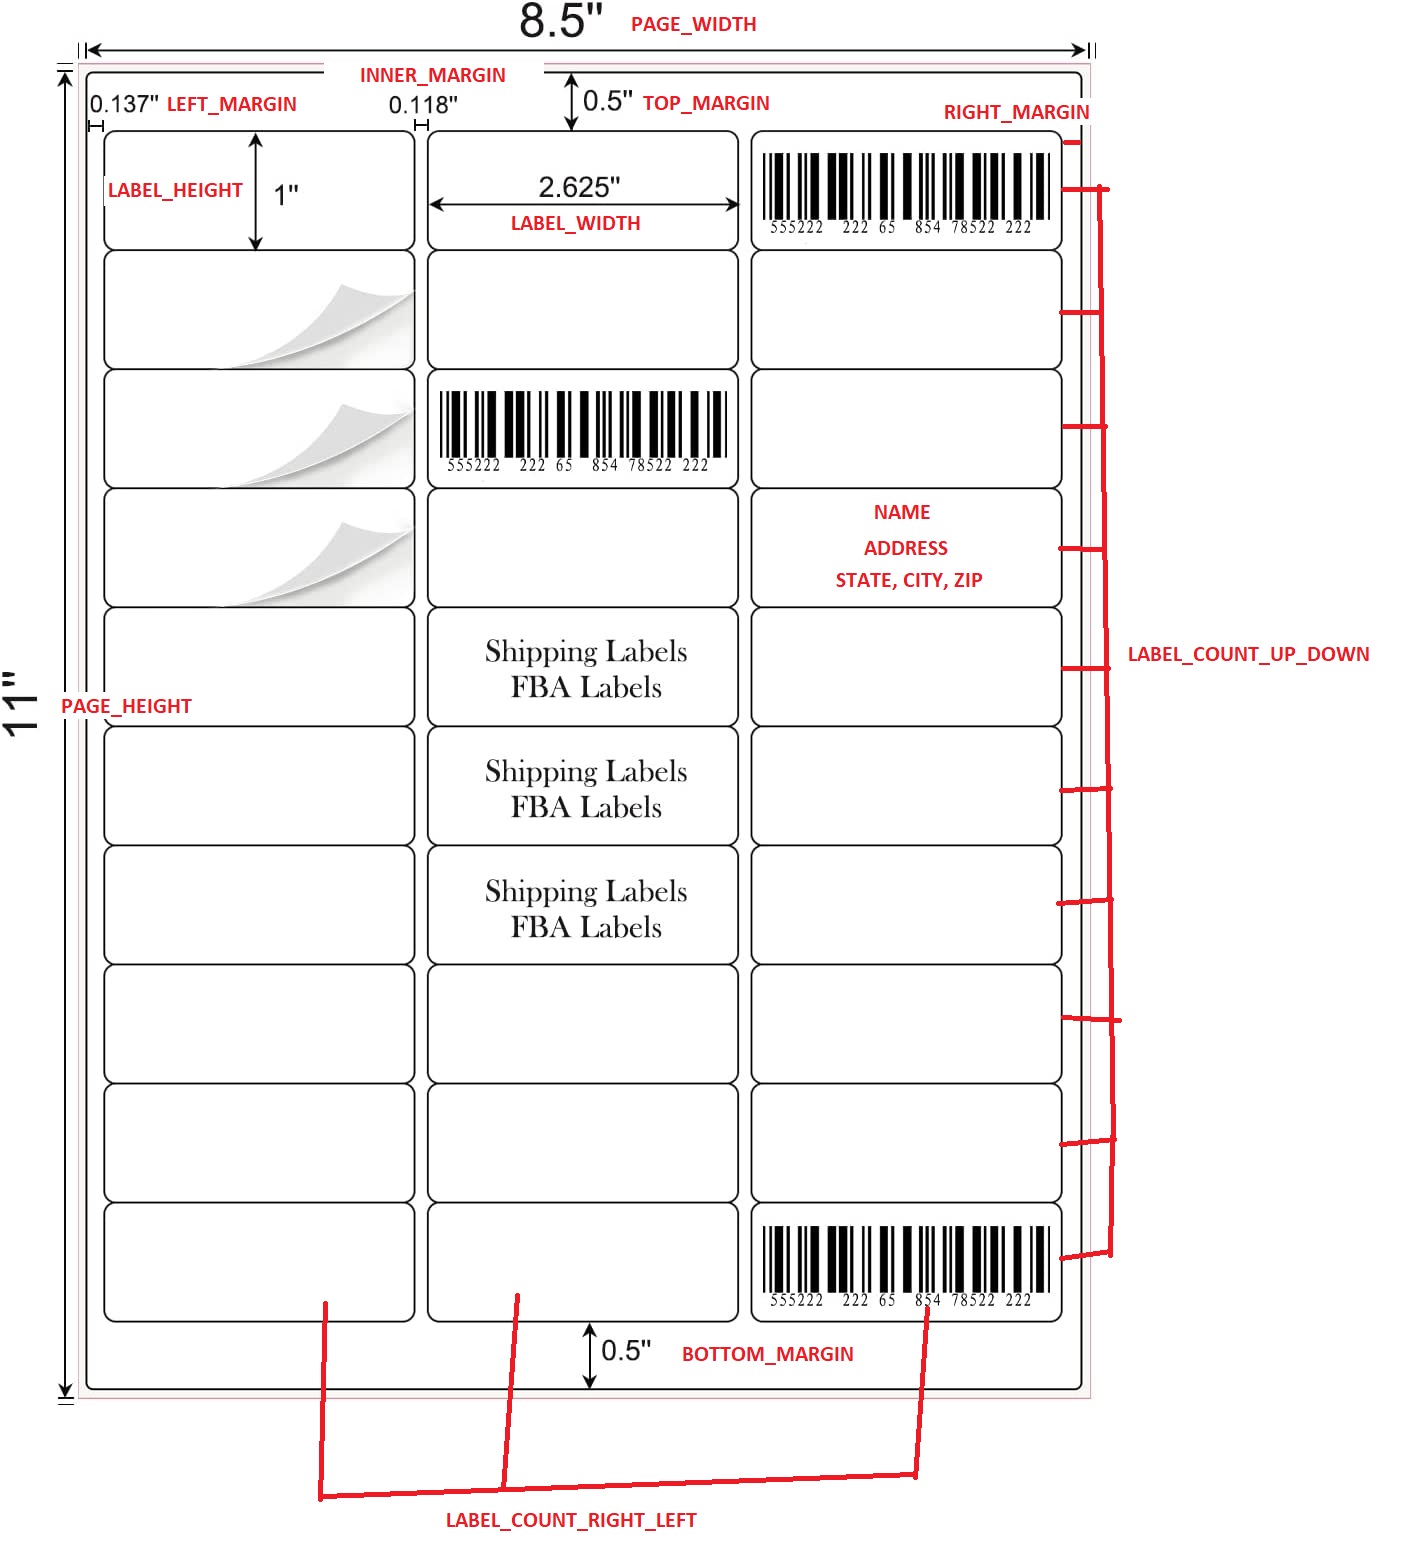 8.5" PAGE_WIDTH
INNER_MARGIN
0.137" LEFT_MARGIN
0.118"
0.5" TOP_MARGIN
RIGHT_MARGIN
LABEL_HEIGHT
1"
2.625"
LABEL_WIDTH
555222 222 65 854 78522 222
555222 222 65 854 78522 222
NAME
ADDRESS
STATE, CITY, ZIP
Shipping Labels
FBA Labels
LABEL_COUNT_UP_DOWN
11"
PAGE_HEIGHT
Shipping Labels
FBA Labels
Shipping Labels
FBA Labels
555222 222 65 854 78522 222
0.5" BOTTOM_MARGIN
LABEL_COUNT_RIGHT_LEFT